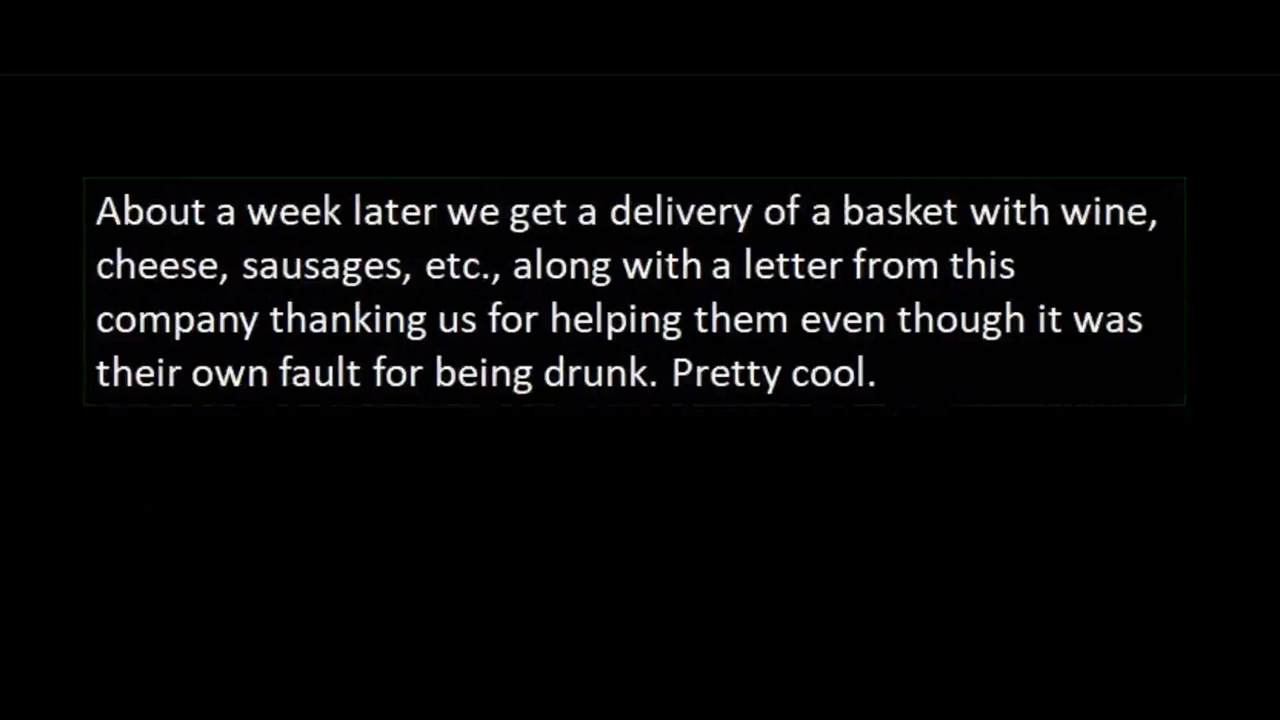 About a week later we get a delivery of a basket with wine,
cheese, sausages, etc., along with a letter from this
company thanking us for helping them even though it was
their own fault for being drunk. Pretty cool.